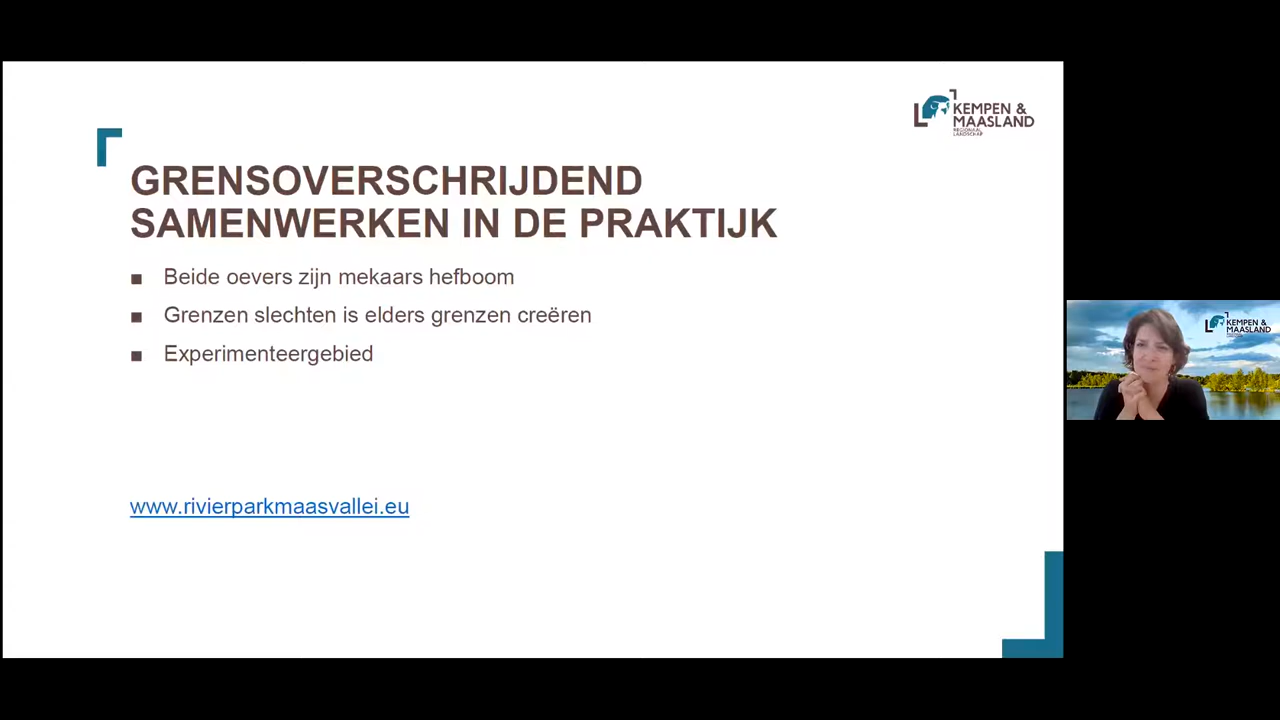 KEMPEN &
MAASLAND
REGIONAAL
LANDSCHAP
GRENSOVERSCHRIJDEND
SAMENWERKEN IN DE PRAKTIJK
■ Beide oevers zijn mekaars hefboom
■ Grenzen slechten is elders grenzen creëren
■ Experimenteergebied
www.rivierparkmaasvallei.eu
KEMPEN &
MAASLAND